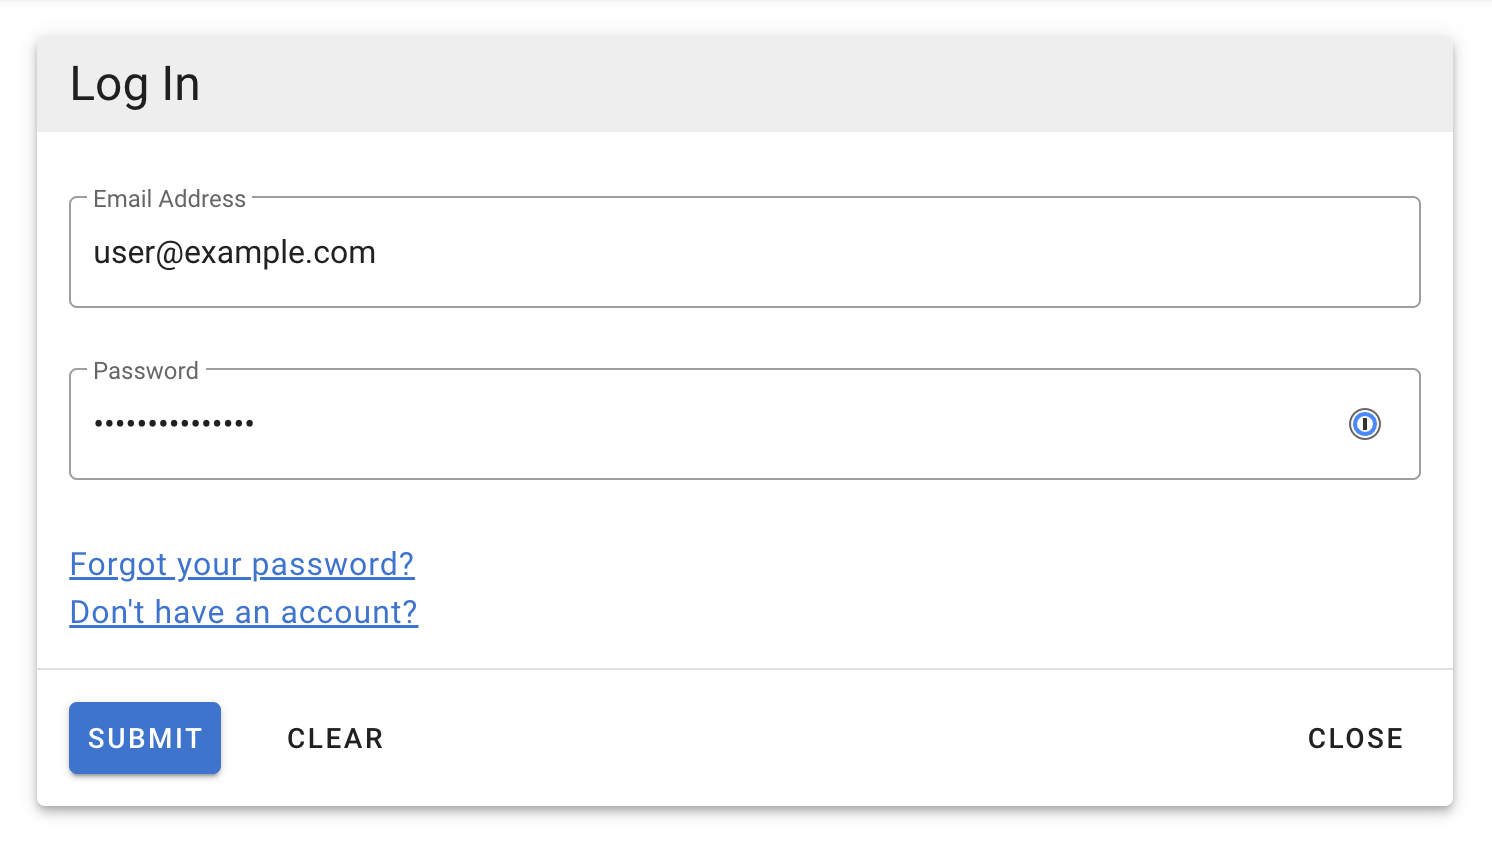 Log In
Email Address
user@example.com
Password
•••••••••••••••
Forgot your password?
Don't have an account?
SUBMIT CLEAR CLOSE